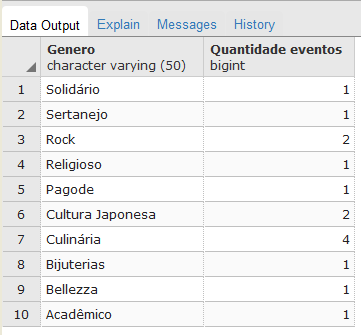 Data Output Explain Messages History
Genero Quantidade eventos
character varying (50) bigint
1 Solidário 1
2 Sertanejo 1
3 Rock 2
4 Religioso 1
5 Pagode 1
6 Cultura Japonesa 2
7 Culinária 4
8 Bijuterias 1
9 Bellezza 1
10 Acadêmico 1